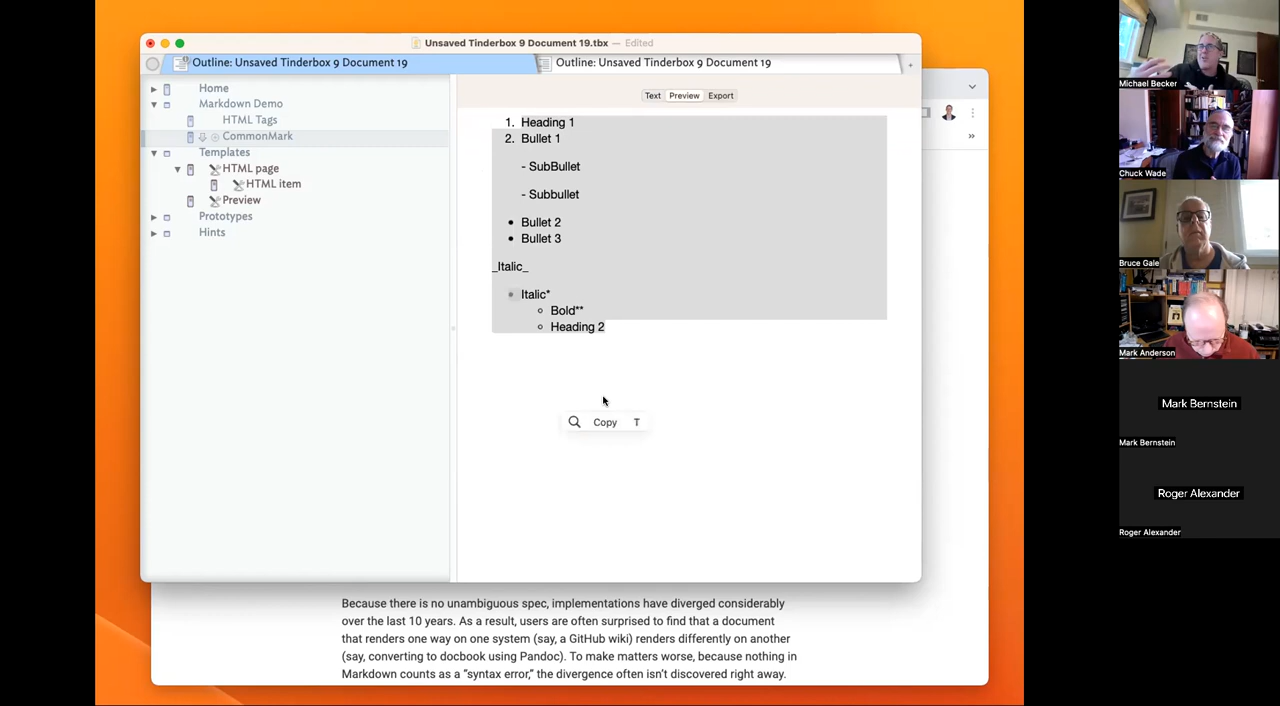 Unsaved Tinderbox 9 Document 19.tbx — Edited
Outline: Unsaved Tinderbox 9 Document 19
Outline: Unsaved Tinderbox 9 Document 19
+
Home
Markdown Demo
HTML Tags
CommonMark
Templates
HTML page
HTML item
Preview
Prototypes
Hints
Text Preview Export
1. Heading 1
2. Bullet 1
- SubBullet
- Subbullet
• Bullet 2
• Bullet 3
_Italic_
• Italic*
◦ Bold**
◦ Heading 2
Copy T
»
Because there is no unambiguous spec, implementations have diverged considerably
over the last 10 years. As a result, users are often surprised to find that a document
that renders one way on one system (say, a GitHub wiki) renders differently on another
(say, converting to docbook using Pandoc). To make matters worse, because nothing in
Markdown counts as a “syntax error,” the divergence often isn’t discovered right away.
Michael Becker
Chuck Wade
Bruce Gale
Mark Anderson
Mark Bernstein
Mark Bernstein
Roger Alexander
Roger Alexander